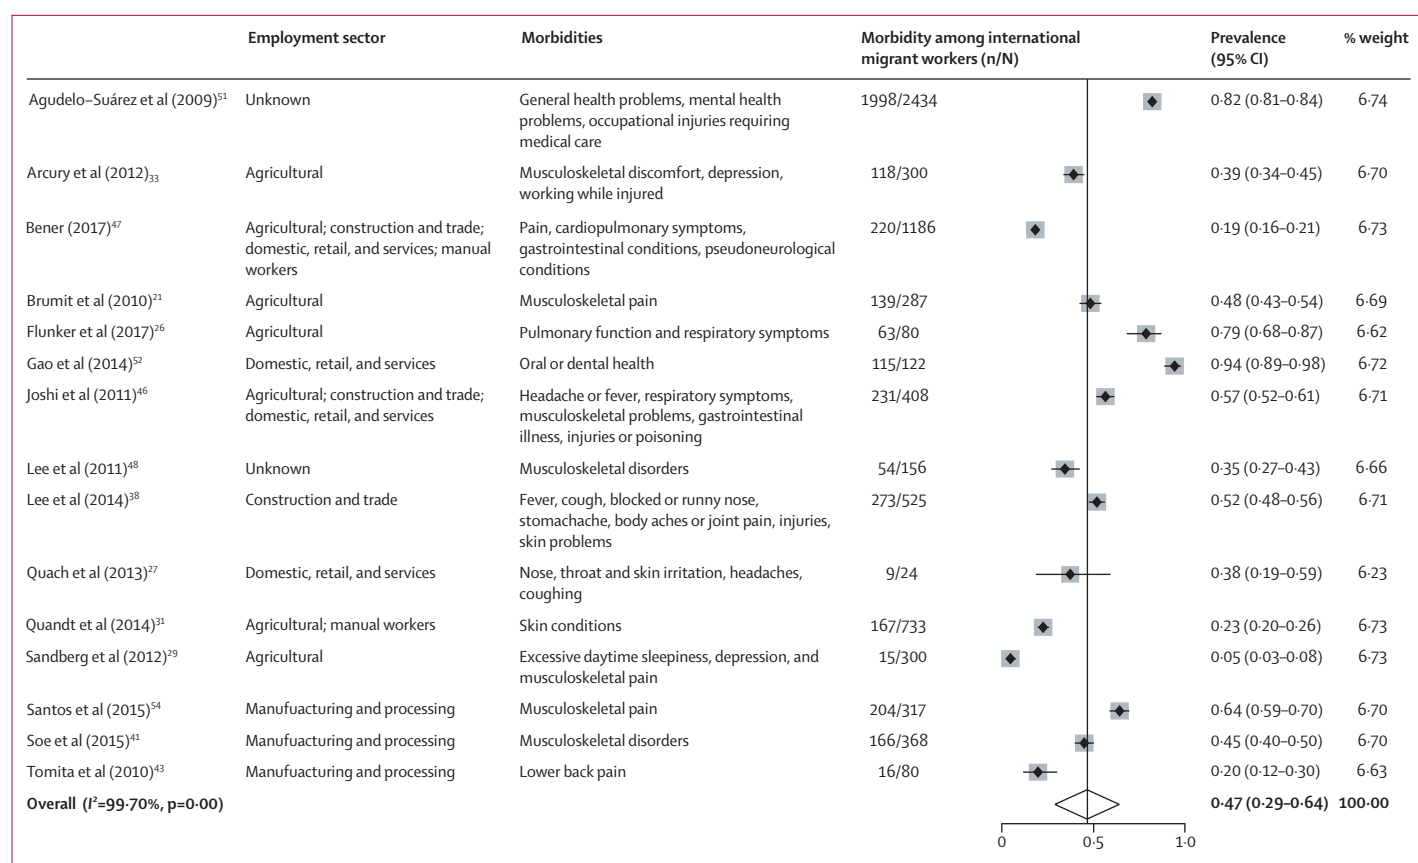 Employment sector Morbidities Morbidity among international Prevalence % weight
migrant workers (n/N) (95% CI)
Agudelo–Suárez et al (2009)51 Unknown General health problems, mental health 1998/2434 0·82 (0·81–0·84) 6·74
problems, occupational injuries requiring
medical care
Arcury et al (2012)33 Agricultural Musculoskeletal discomfort, depression, 118/300 0·39 (0·34–0·45) 6·70
working while injured
Bener (2017)47 Agricultural; construction and trade; Pain, cardiopulmonary symptoms, 220/1186 0·19 (0·16–0·21) 6·73
domestic, retail, and services; manual gastrointestinal conditions, pseudoneurological
workers conditions
Brumit et al (2010)21 Agricultural Musculoskeletal pain 139/287 0·48 (0·43–0·54) 6·69
Flunker et al (2017)26 Agricultural Pulmonary function and respiratory symptoms 63/80 0·79 (0·68–0·87) 6·62
Gao et al (2014)52 Domestic, retail, and services Oral or dental health 115/122 0·94 (0·89–0·98) 6·72
Joshi et al (2011)46 Agricultural; construction and trade; Headache or fever, respiratory symptoms, 231/408 0·57 (0·52–0·61) 6·71
domestic, retail, and services musculoskeletal problems, gastrointestinal
illness, injuries or poisoning
Lee et al (2011)48 Unknown Musculoskeletal disorders 54/156 0·35 (0·27–0·43) 6·66
Lee et al (2014)38 Construction and trade Fever, cough, blocked or runny nose, 273/525 0·52 (0·48–0·56) 6·71
stomachache, body aches or joint pain, injuries,
skin problems
Quach et al (2013)27 Domestic, retail, and services Nose, throat and skin irritation, headaches, 9/24 0·38 (0·19–0·59) 6·23
coughing
Quandt et al (2014)31 Agricultural; manual workers Skin conditions 167/733 0·23 (0·20–0·26) 6·73
Sandberg et al (2012)29 Agricultural Excessive daytime sleepiness, depression, and 15/300 0·05 (0·03–0·08) 6·73
musculoskeletal pain
Santos et al (2015)54 Manufuacturing and processing Musculoskeletal pain 204/317 0·64 (0·59–0·70) 6·70
Soe et al (2015)41 Manufuacturing and processing Musculoskeletal disorders 166/368 0·45 (0·40–0·50) 6·70
Tomita et al (2010)43 Manufuacturing and processing Lower back pain 16/80 0·20 (0·12–0·30) 6·63
Overall (I²=99·70%, p=0·00) 0·47 (0·29–0·64) 100·00
0 0·5 1·0